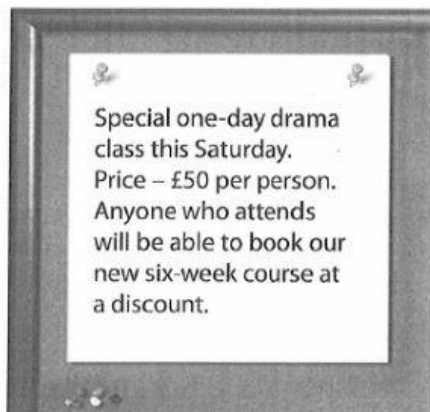 Special one-day drama
class this Saturday.
Price – £50 per person.
Anyone who attends
will be able to book our
new six-week course at
a discount.